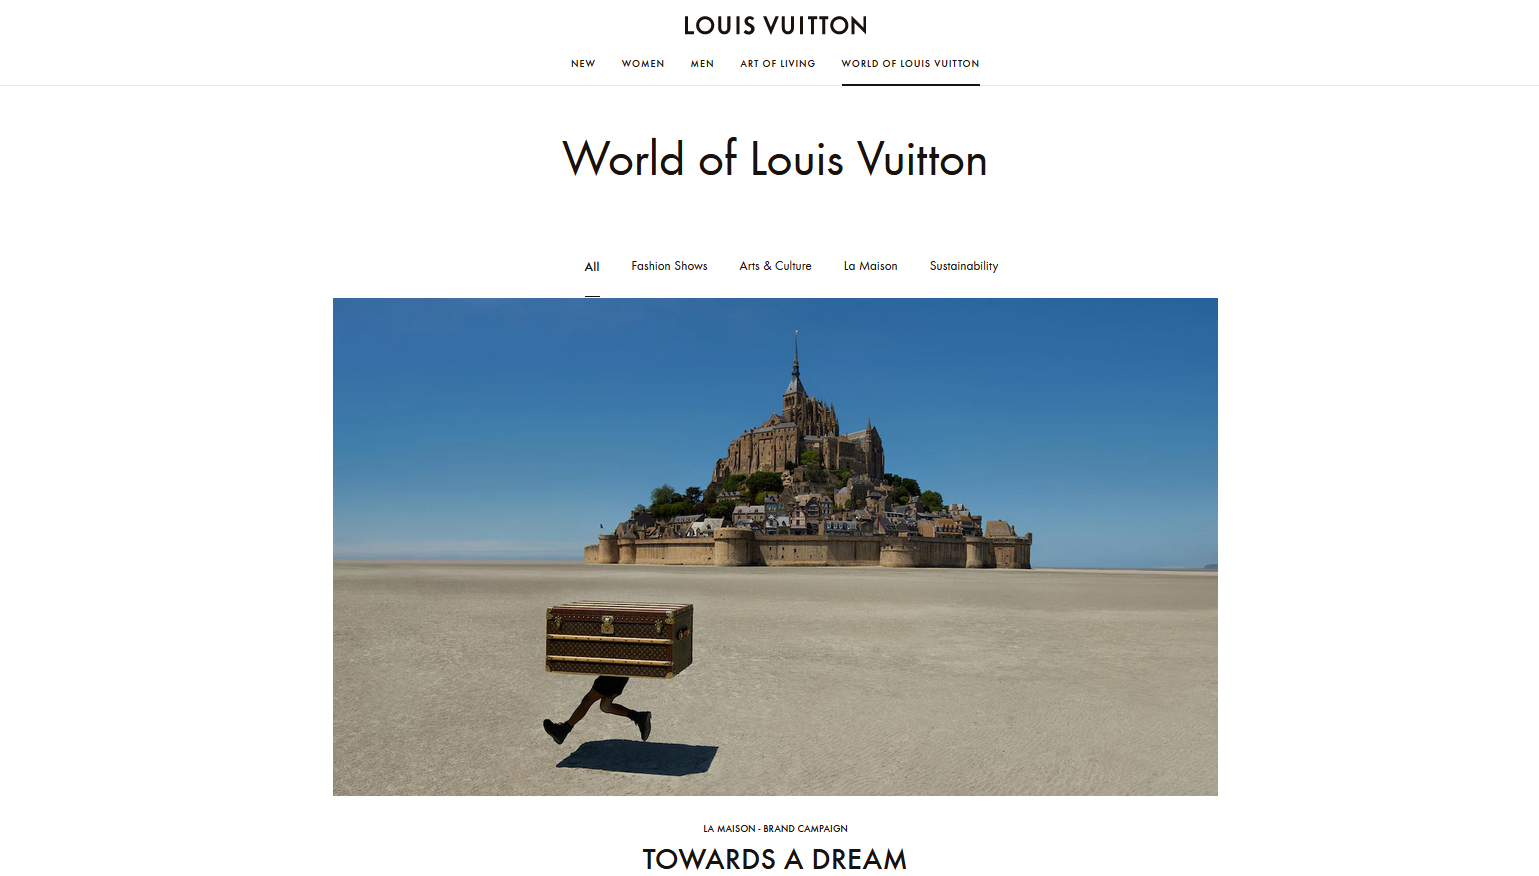 LOUIS VUITTON
NEW WOMEN MEN ART OF LIVING WORLD OF LOUIS VUITTON
World of Louis Vuitton
All Fashion Shows Arts & Culture La Maison Sustainability
LA MAISON - BRAND CAMPAIGN
TOWARDS A DREAM